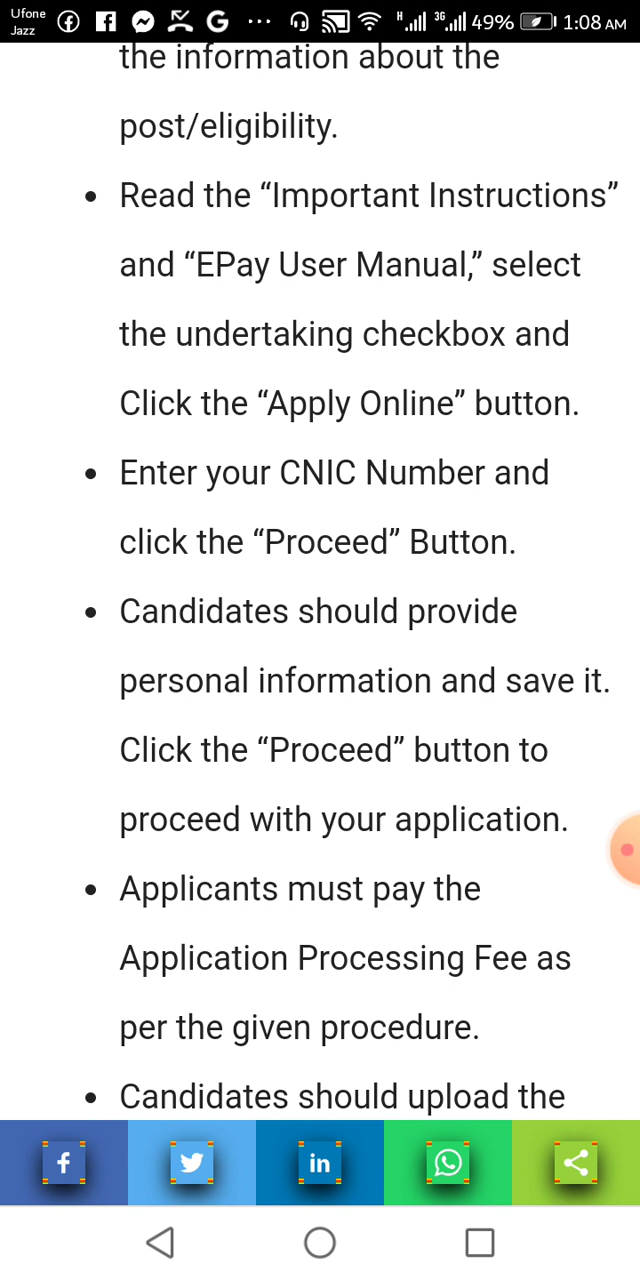 Ufone
Jazz
H
3G
49%
1:08 AM
the information about the
post/eligibility.
• Read the “Important Instructions”
and “EPay User Manual,” select
the undertaking checkbox and
Click the “Apply Online” button.
• Enter your CNIC Number and
click the “Proceed” Button.
• Candidates should provide
personal information and save it.
Click the “Proceed” button to
proceed with your application.
• Applicants must pay the
Application Processing Fee as
per the given procedure.
• Candidates should upload the